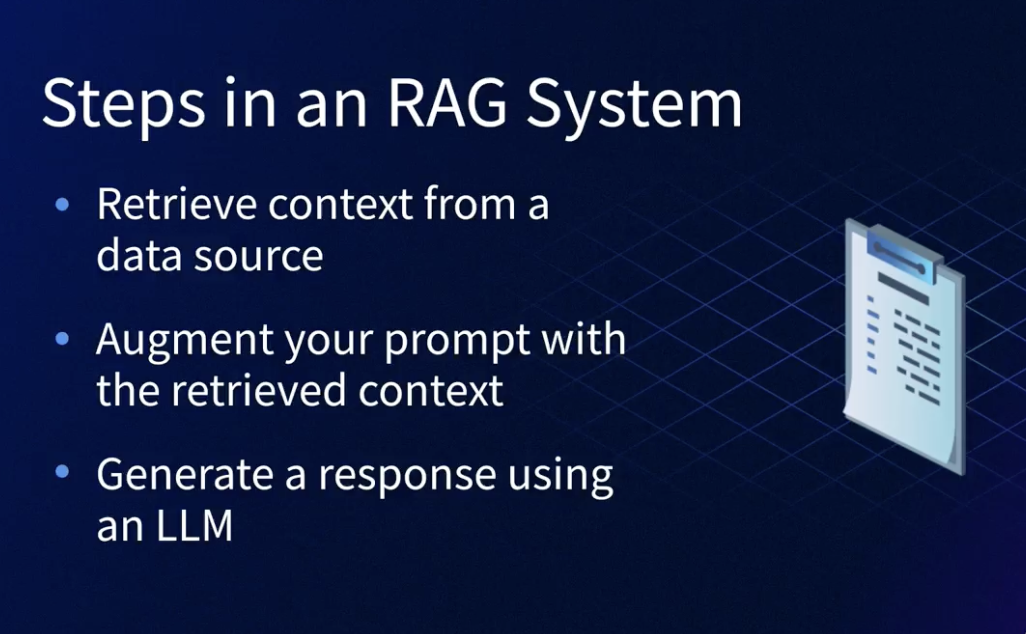 Steps in an RAG System
Retrieve context from a
data source
Augment your prompt with
the retrieved context
Generate a response using
an LLM